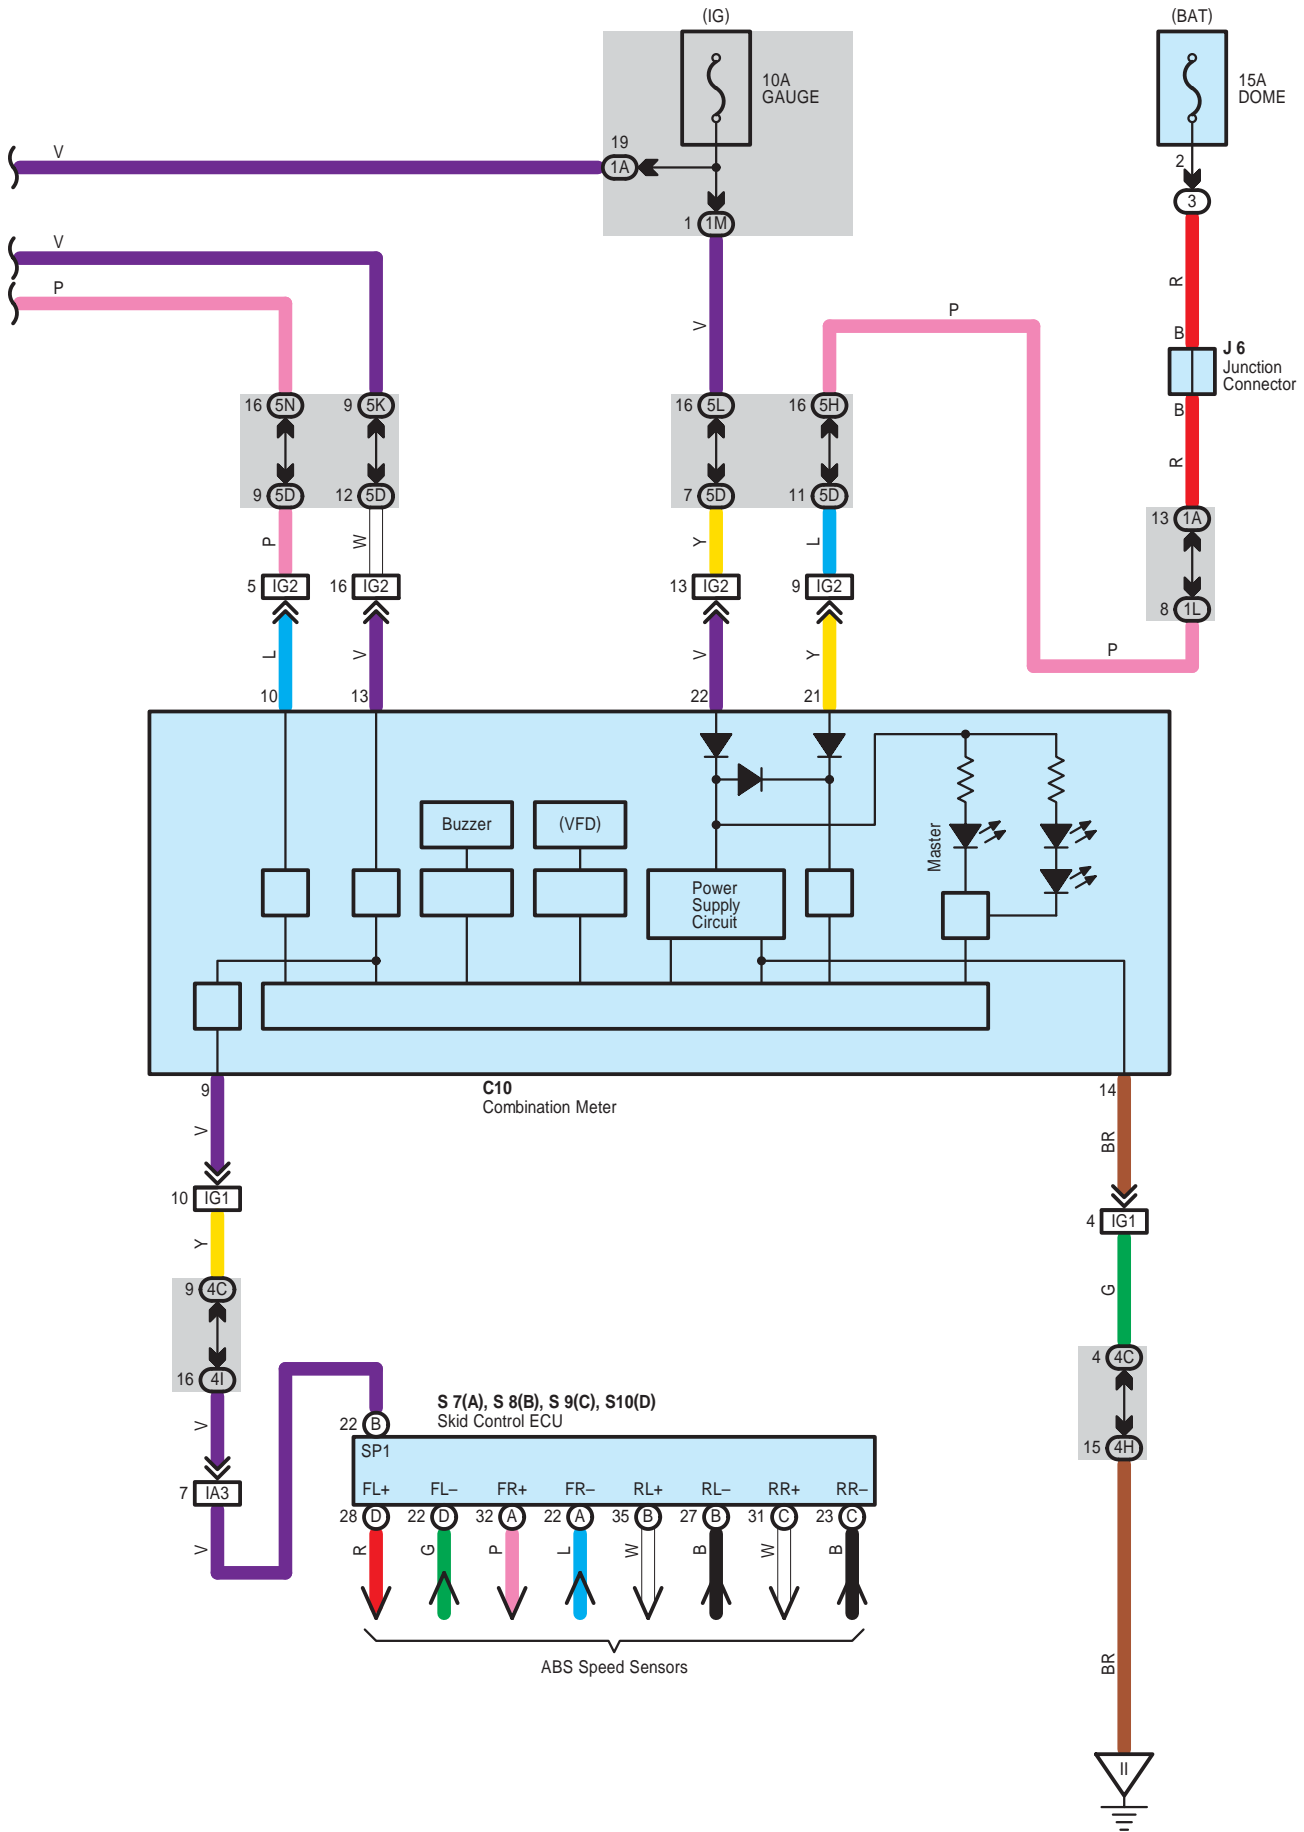 (IG)
(BAT)
10A
GAUGE
15A
DOME
V
19
1A
2
3
1
1M
V
P
V
P
R
B
J 6
Junction
Connector
B
R
16
5N
9
5K
16
5L
16
5H
9
5D
12
5D
7
5D
11
5D
13
1A
8
1L
P
W
Y
L
5
IG2
16
IG2
13
IG2
9
IG2
L
V
V
Y
P
10
13
22
21
Buzzer
(VFD)
Master
Power
Supply
Circuit
9
C10
Combination Meter
14
V
BR
10
IG1
4
IG1
Y
G
9
4C
4
4C
16
4I
15
4H
V
S 7(A), S 8(B), S 9(C), S10(D)
Skid Control ECU
22
B
SP1
7
IA3
FL+
FL–
FR+
FR–
RL+
RL–
RR+
RR–
28
D
22
D
32
A
22
A
35
B
27
B
31
C
23
C
V
R
G
P
L
W
B
W
B
ABS Speed Sensors
BR
II